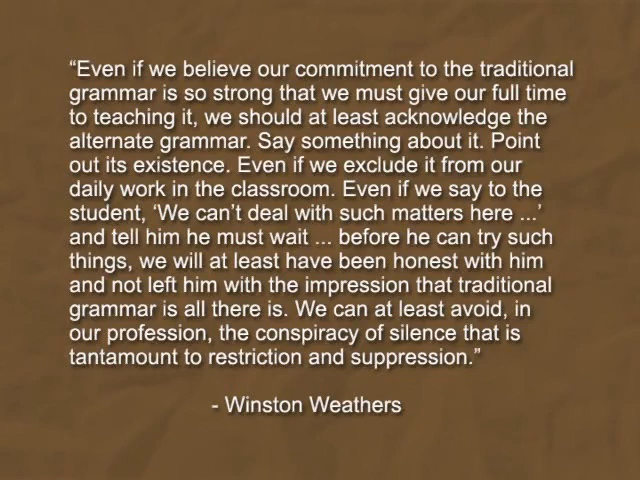 “Even if we believe our commitment to the traditional
grammar is so strong that we must give our full time
to teaching it, we should at least acknowledge the
alternate grammar. Say something about it. Point
out its existence. Even if we exclude it from our
daily work in the classroom. Even if we say to the
student, ‘We can’t deal with such matters here ...’
and tell him he must wait ... before he can try such
things, we will at least have been honest with him
and not left him with the impression that traditional
grammar is all there is. We can at least avoid, in
our profession, the conspiracy of silence that is
tantamount to restriction and suppression.”
- Winston Weathers